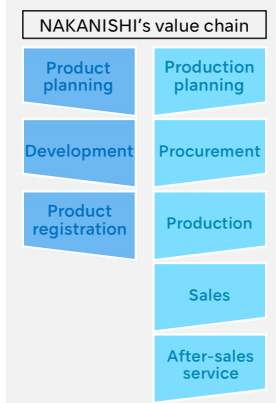 NAKANISHI's value chain
Product
planning
Development
Product
registration
Production
planning
Procurement
Production
Sales
After-sales
service